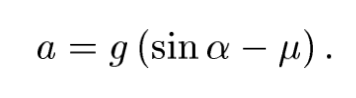 a = g (sin α − μ) .